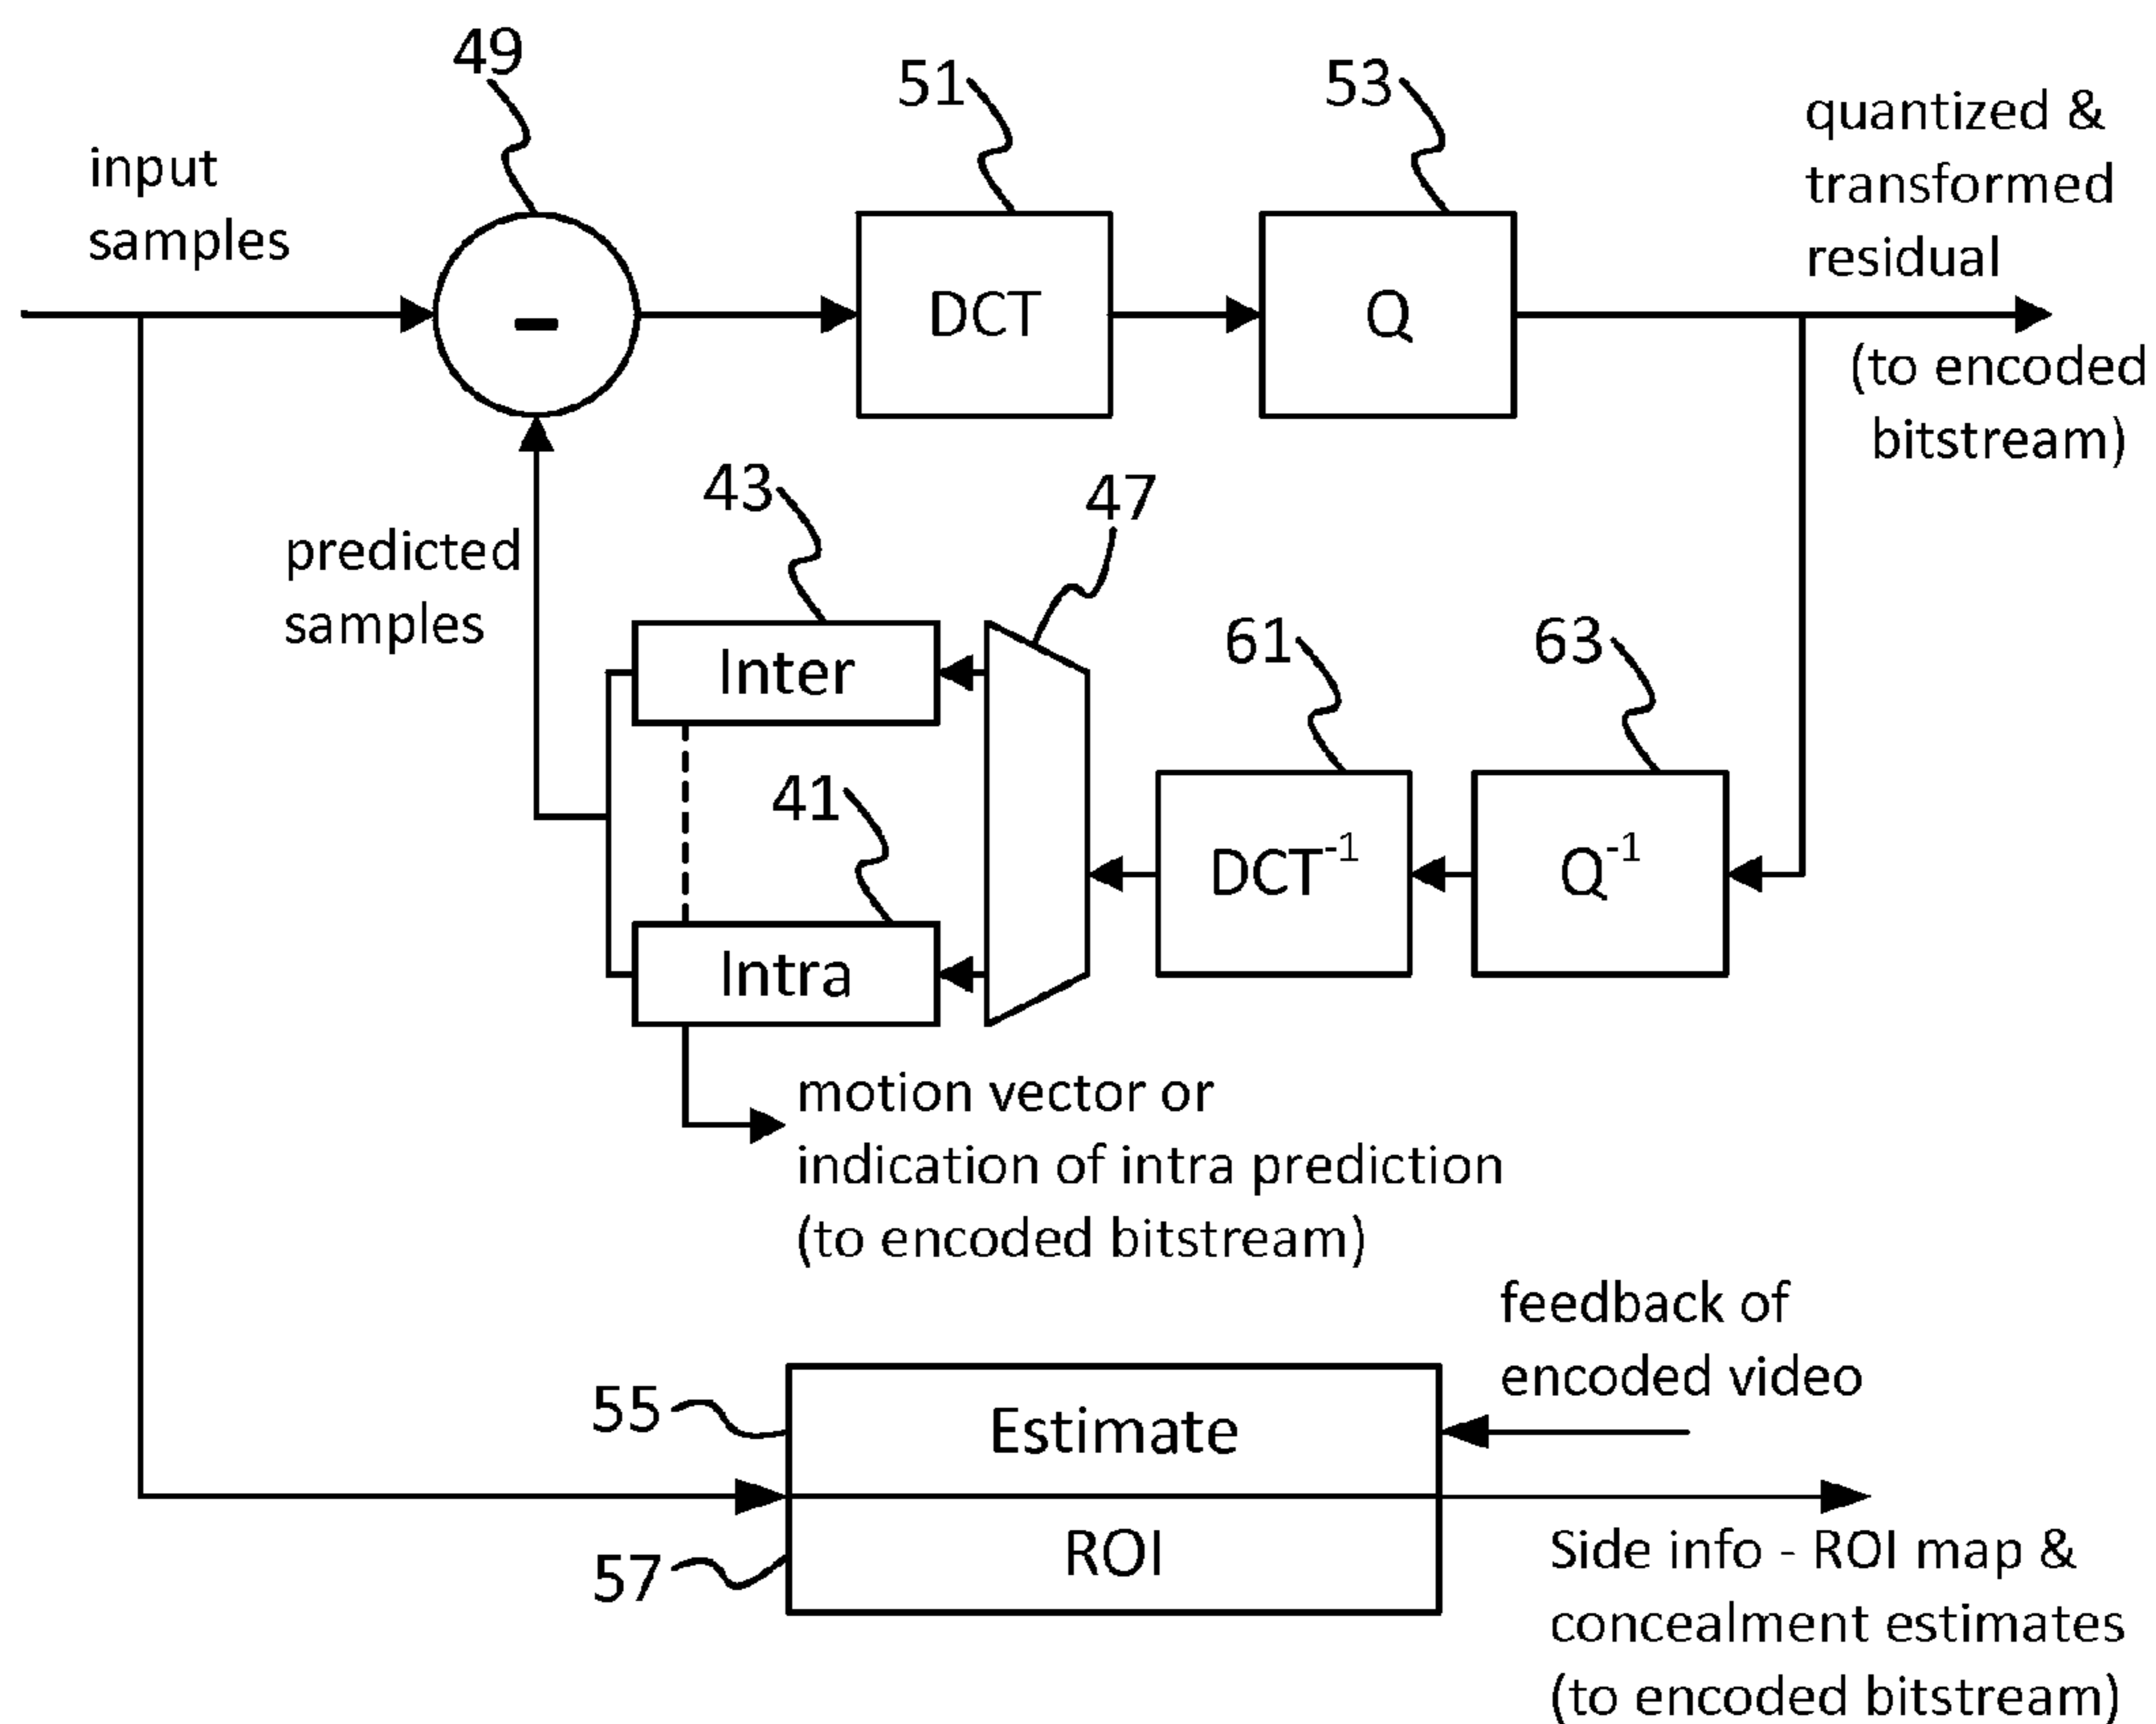 49
51
53
input
samples
quantized &
transformed
residual
-
DCT
Q
(to encoded
bitstream)
43
47
predicted
samples
61
63
Inter
41
DCT-1
Q-1
Intra
motion vector or
indication of intra prediction
(to encoded bitstream)
feedback of
encoded video
55
Estimate
57
ROI
Side info - ROI map &
concealment estimates
(to encoded bitstream)